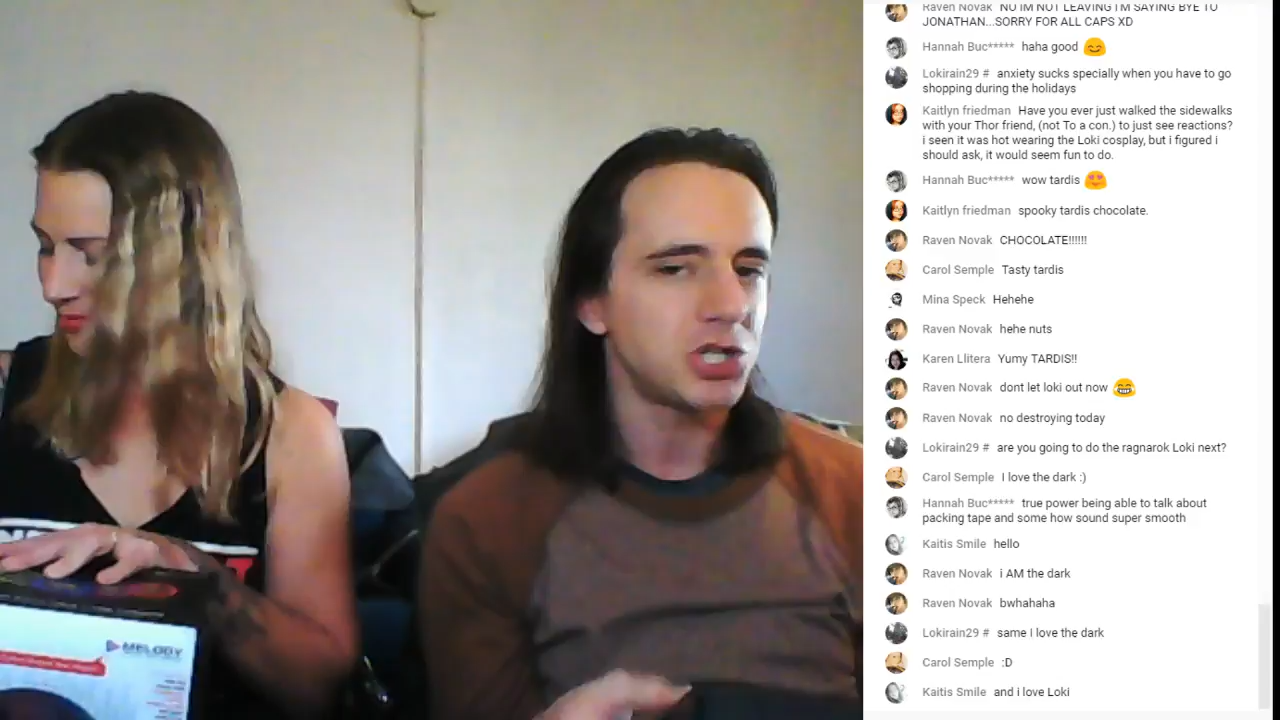 Raven Novak NO IM NOT LEAVING I'M SAYING BYE TO
JONATHAN...SORRY FOR ALL CAPS XD
Hannah Buc***** haha good 😊
Lokirain29 # anxiety sucks specially when you have to go
shopping during the holidays
Kaitlyn friedman Have you ever just walked the sidewalks
with your Thor friend, (not To a con.) to just see reactions?
i seen it was hot wearing the Loki cosplay, but i figured i
should ask, it would seem fun to do.
Hannah Buc***** wow tardis 😍
Kaitlyn friedman spooky tardis chocolate.
Raven Novak CHOCOLATE!!!!!!
Carol Semple Tasty tardis
Mina Speck Hehehe
Raven Novak hehe nuts
Karen Llitera Yumy TARDIS!!
Raven Novak dont let loki out now 😂
Raven Novak no destroying today
Lokirain29 # are you going to do the ragnarok Loki next?
Carol Semple I love the dark :)
Hannah Buc***** true power being able to talk about
packing tape and some how sound super smooth
Kaitis Smile hello
Raven Novak i AM the dark
Raven Novak bwhahaha
Lokirain29 # same I love the dark
Carol Semple :D
Kaitis Smile and i love Loki
MELODY